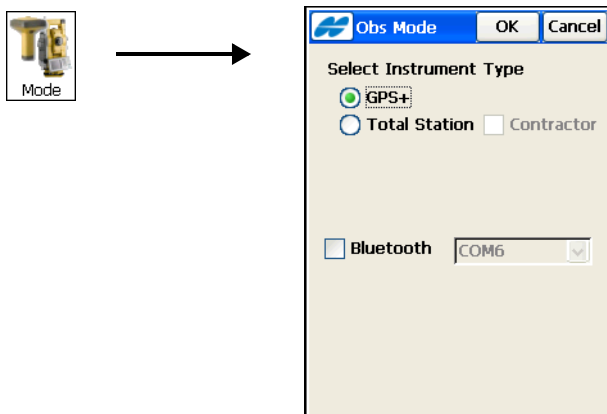 Mode
Obs Mode OK Cancel
Select Instrument Type
GPS+
Total Station Contractor
Bluetooth COM6